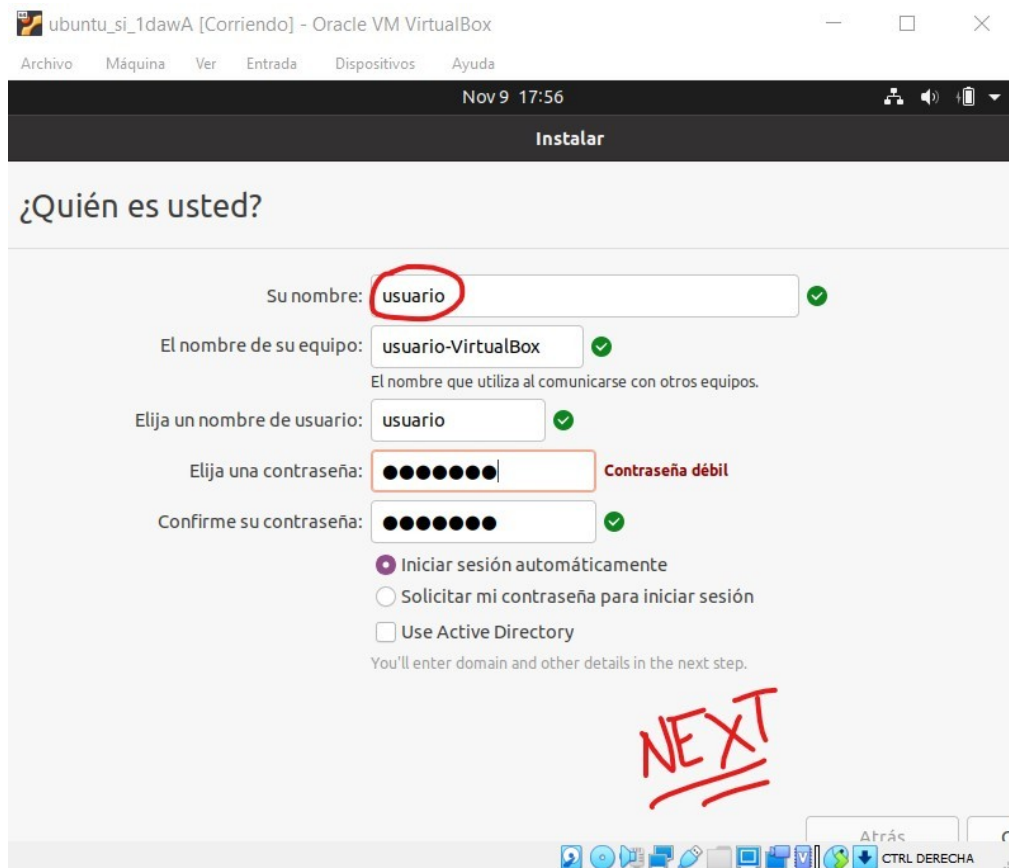 ubuntu_si_1dawA [Corriendo] - Oracle VM VirtualBox
Archivo Máquina Ver Entrada Dispositivos Ayuda
Nov 9 17:56
Instalar
¿Quién es usted?
Su nombre: usuario
El nombre de su equipo: usuario-VirtualBox
El nombre que utiliza al comunicarse con otros equipos.
Elija un nombre de usuario: usuario
Elija una contraseña: ●●●●●●● Contraseña débil
Confirme su contraseña: ●●●●●●●
Iniciar sesión automáticamente
Solicitar mi contraseña para iniciar sesión
Use Active Directory
You'll enter domain and other details in the next step.
NEXT
Atrás
CTRL DERECHA